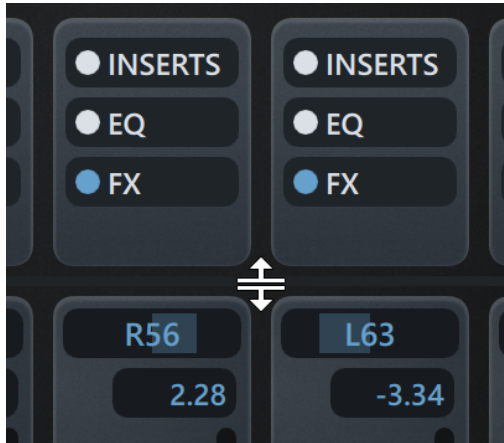 INSERTS
INSERTS
EQ
EQ
FX
FX
R56
L63
2.28
-3.34